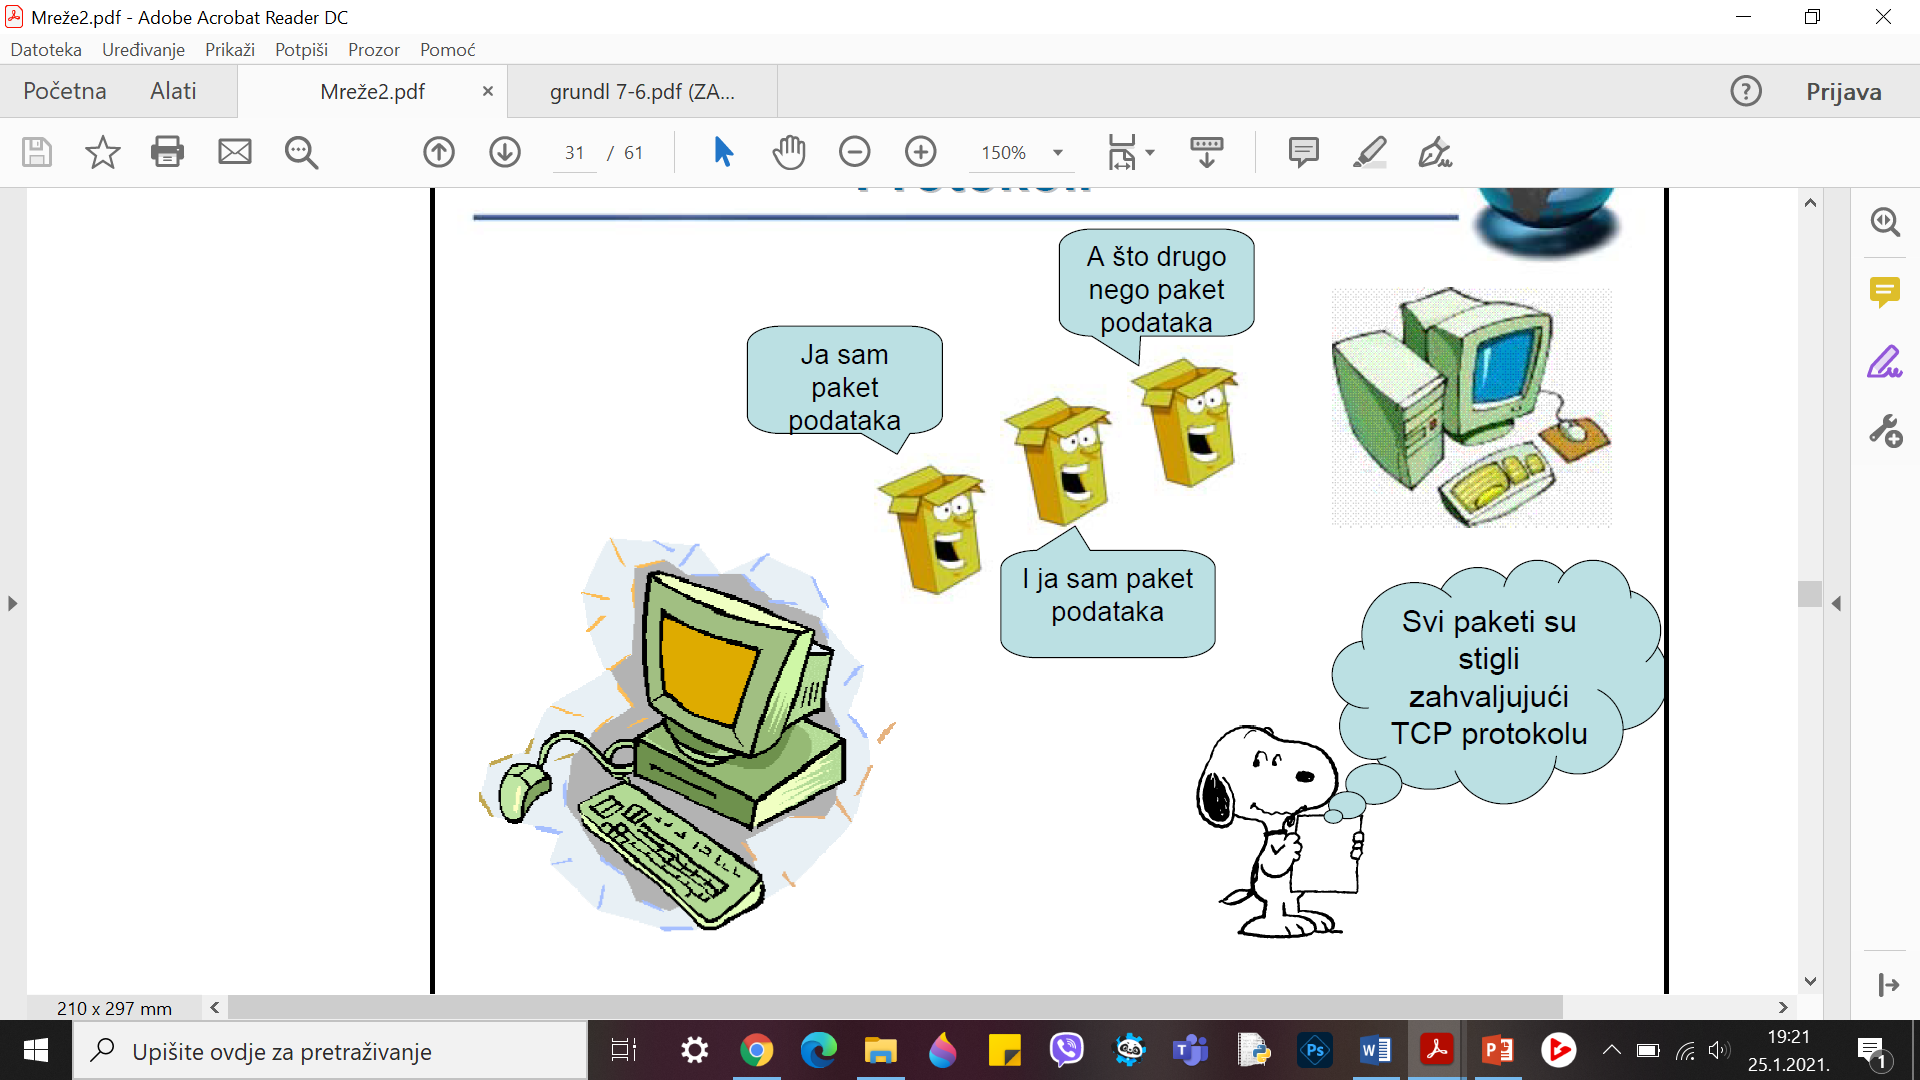 Mreže2.pdf - Adobe Acrobat Reader DC
Datoteka Uređivanje Prikaži Potpiši Prozor Pomoć
Početna Alati Mreže2.pdf grundl 7-6.pdf (ZA... Prijava
31 / 61 150%
Protokoli
A što drugo
nego paket
podataka
Ja sam
paket
podataka
I ja sam paket
podataka
Svi paketi su
stigli
zahvaljujući
TCP protokolu
210 x 297 mm
Upišite ovdje za pretraživanje
19:21
25.1.2021.
1